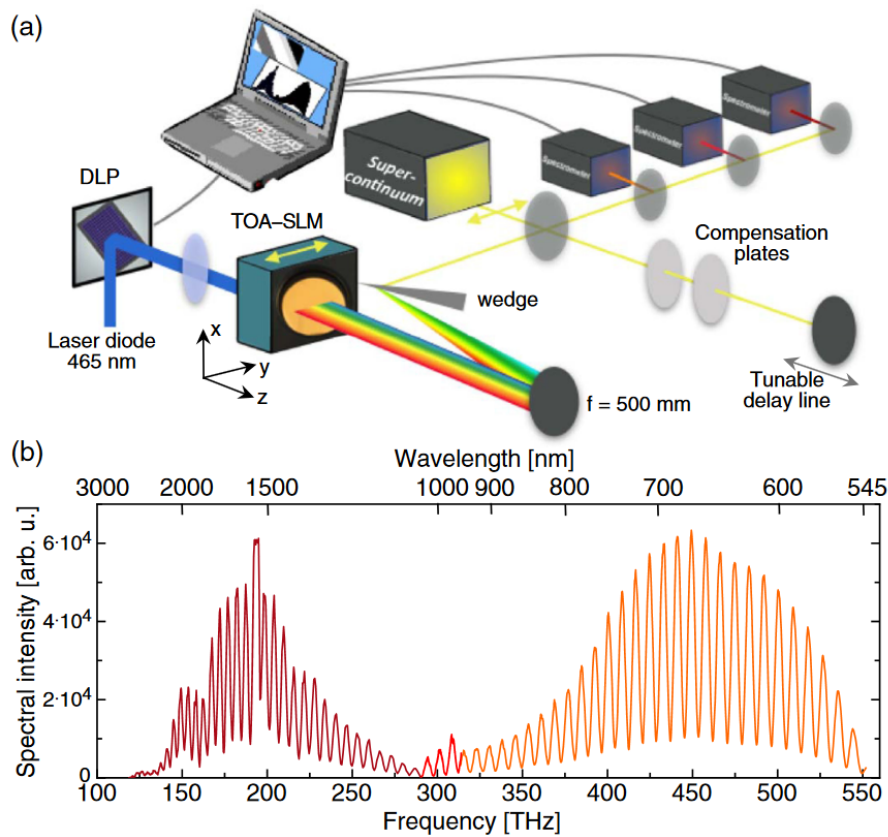 (a)
DLP
TOA–SLM
Super-
continuum
Spectrometer
Spectrometer
Spectrometer
Compensation
plates
wedge
Laser diode
465 nm
x
y
z
f = 500 mm
Tunable
delay line
(b)
Wavelength [nm]
3000 2000 1500 1000 900 800 700 600 545
Spectral intensity [arb. u.]
6·10⁴
4·10⁴
2·10⁴
0
100 150 200 250 300 350 400 450 500 550
Frequency [THz]